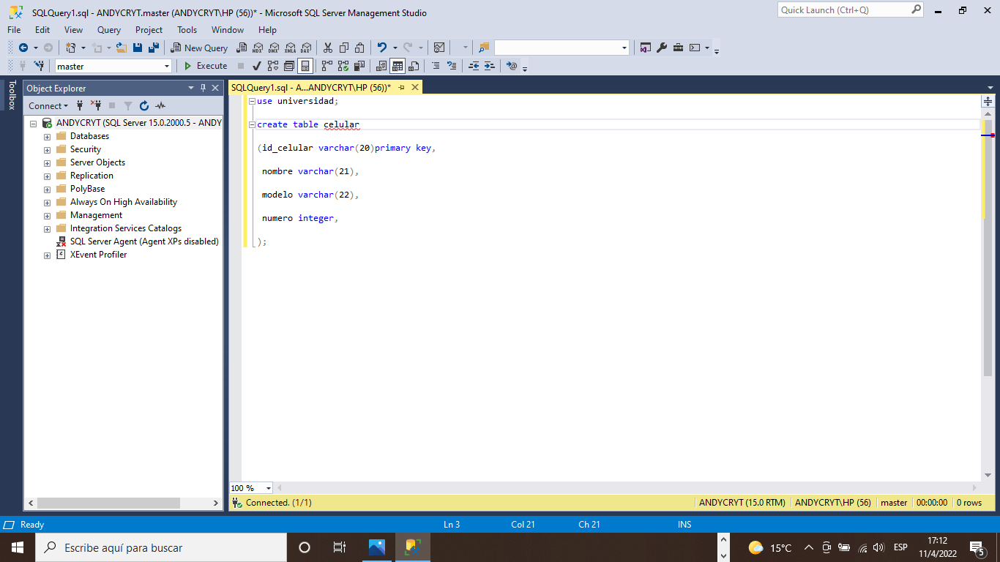 SQLQuery1.sql - ANDYCRYT.master (ANDYCRYT\HP (56))* - Microsoft SQL Server Management Studio
Quick Launch (Ctrl+Q)
File Edit View Query Project Tools Window Help
New Query MDX DMX XMLA DAX
master Execute
Toolbox
Object Explorer
SQLQuery1.sql - A...ANDYCRYT\HP (56))*
Connect
ANDYCRYT (SQL Server 15.0.2000.5 - ANDY
Databases
Security
Server Objects
Replication
PolyBase
Always On High Availability
Management
Integration Services Catalogs
SQL Server Agent (Agent XPs disabled)
XEvent Profiler
use universidad;
create table celular
(id_celular varchar(20)primary key,
nombre varchar(21),
modelo varchar(22),
numero integer,
);
100 %
Connected. (1/1)
ANDYCRYT (15.0 RTM) ANDYCRYT\HP (56) master 00:00:00 0 rows
Ready Ln 3 Col 21 Ch 21 INS
Escribe aquí para buscar
15°C ESP
17:12
11/4/2022
5